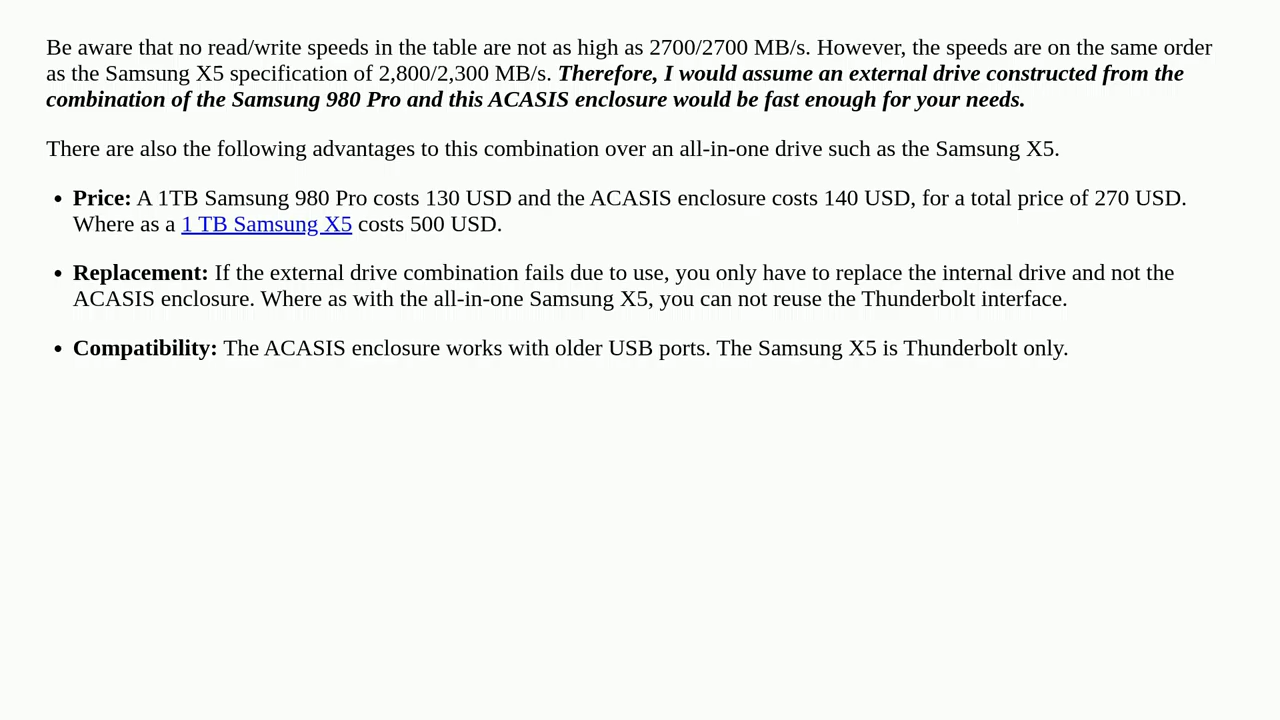 Be aware that no read/write speeds in the table are not as high as 2700/2700 MB/s. However, the speeds are on the same order
as the Samsung X5 specification of 2,800/2,300 MB/s. Therefore, I would assume an external drive constructed from the
combination of the Samsung 980 Pro and this ACASIS enclosure would be fast enough for your needs.
There are also the following advantages to this combination over an all-in-one drive such as the Samsung X5.
• Price: A 1TB Samsung 980 Pro costs 130 USD and the ACASIS enclosure costs 140 USD, for a total price of 270 USD.
Where as a 1 TB Samsung X5 costs 500 USD.
• Replacement: If the external drive combination fails due to use, you only have to replace the internal drive and not the
ACASIS enclosure. Where as with the all-in-one Samsung X5, you can not reuse the Thunderbolt interface.
• Compatibility: The ACASIS enclosure works with older USB ports. The Samsung X5 is Thunderbolt only.